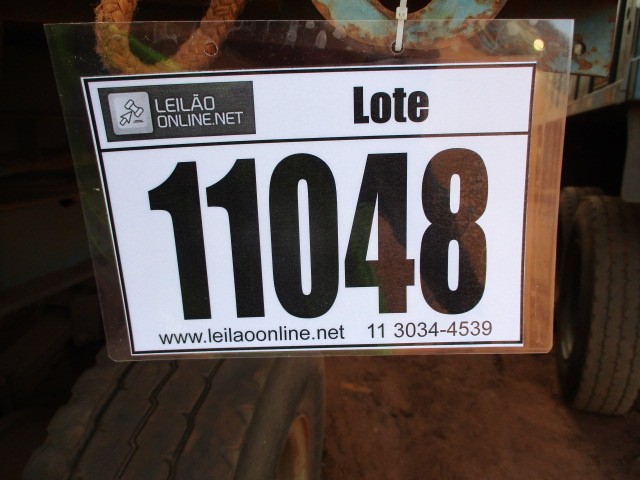 LEILÃO
ONLINE.NET
Lote
11048
www.leilaoonline.net 11 3034-4539